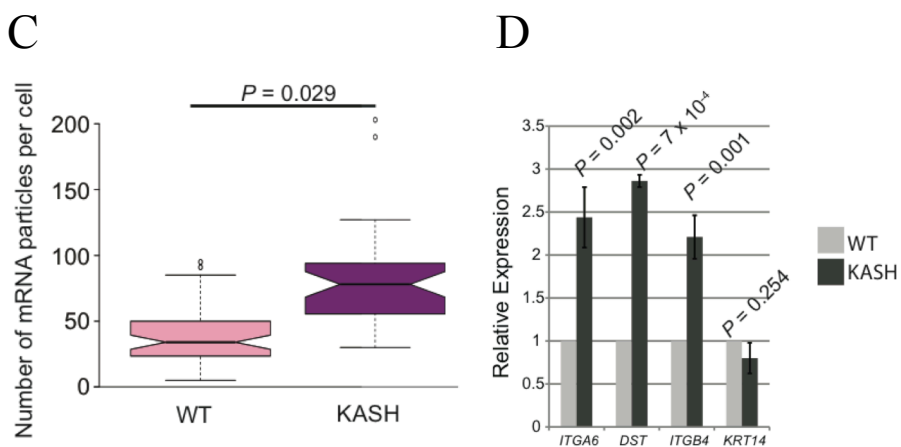 C
Number of mRNA particles per cell
P = 0.029
200
150
100
50
0
WT
KASH
D
Relative Expression
3.5
3
2.5
2
1.5
1
0.5
0
P = 0.002
P = 7 x 10⁻⁴
P = 0.001
P = 0.254
ITGA6
DST
ITGB4
KRT14
WT
KASH